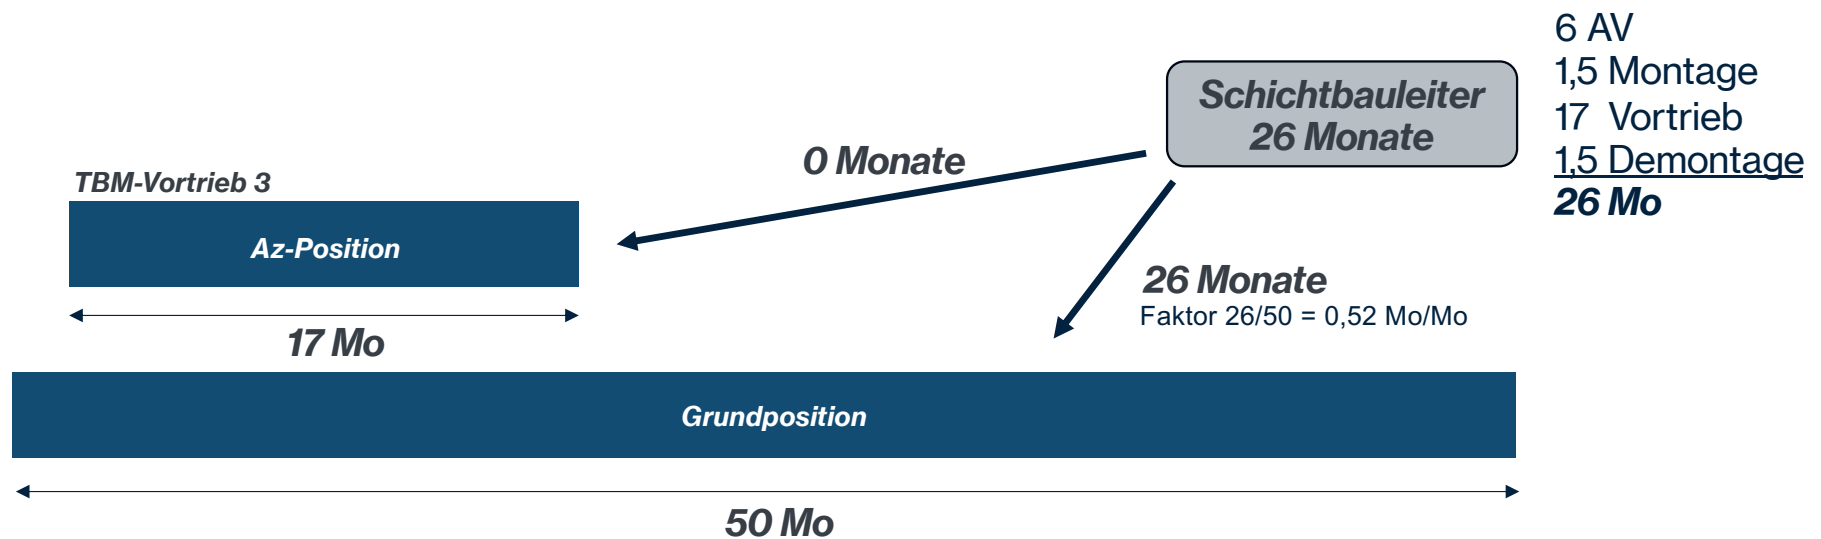 6 AV
1,5 Montage
17 Vortrieb
1,5 Demontage
26 Mo
Schichtbauleiter
26 Monate
0 Monate
TBM-Vortrieb 3
Az-Position
17 Mo
26 Monate
Faktor 26/50 = 0,52 Mo/Mo
Grundposition
50 Mo